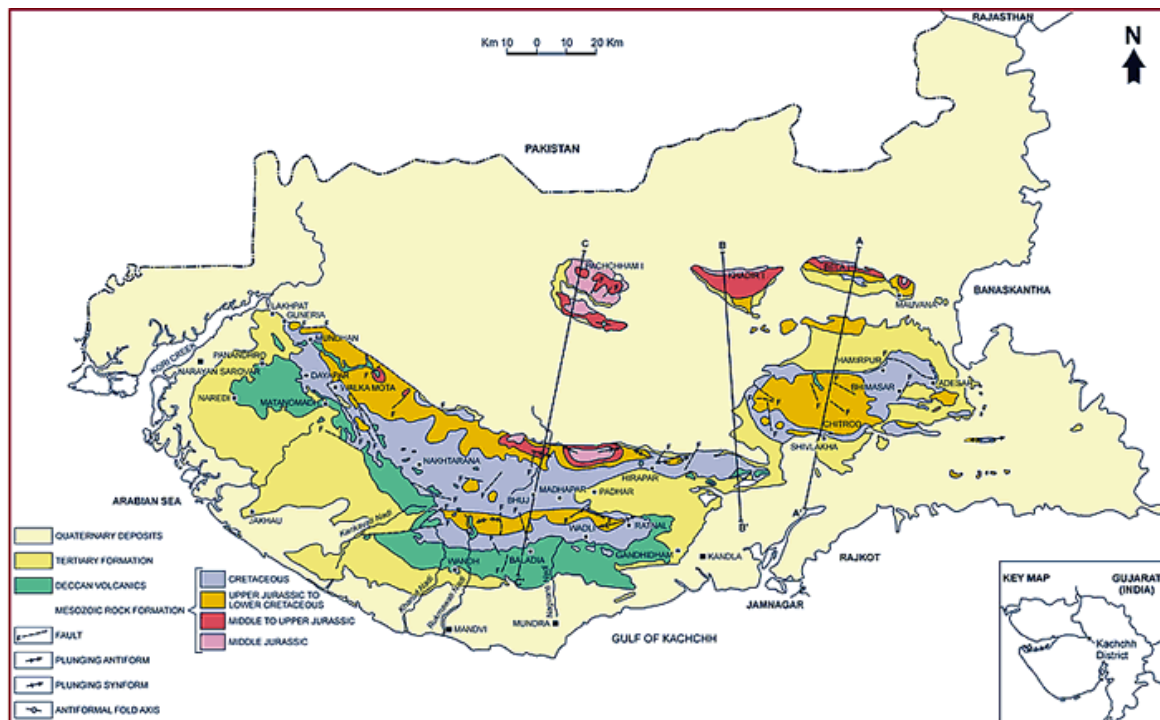 RAJASTHAN
Km 10 0 10 20 Km
N
PAKISTAN
C
B
A
PACHCHHAM I
KHADIR I
MAUVANA
BANASKANTHA
LAKHPAT
GUNERIA
MUNDHAN
KORI CREEK
PANANDHRO
NARAYAN SAROVAR
DAYAPAR
WALKA MOTA
NAREDI
MATANOMADH
HAMIRPUR
BHIMASAR
ADESAR
CHITROD
SHIVLAKHA
NAKHTARANA
HIRAPAR
BHUJ
MADHAPAR
PADHAR
ARABIAN SEA
JAKHAU
B'
A'
WADLI
RATNAL
GANDHIDHAM
KANDLA
RAJKOT
WANDH
BALADIA
C'
JAMNAGAR
MANDVI
MUNDRA
GULF OF KACHCHH
QUATERNARY DEPOSITS
TERTIARY FORMATION
DECCAN VOLCANICS
MESOZOIC ROCK FORMATION
CRETACEOUS
UPPER JURASSIC TO
LOWER CRETACEOUS
MIDDLE TO UPPER JURASSIC
MIDDLE JURASSIC
F
FAULT
PLUNGING ANTIFORM
PLUNGING SYNFORM
ANTIFORMAL FOLD AXIS
KEY MAP
GUJARAT
(INDIA)
Kachchh
District